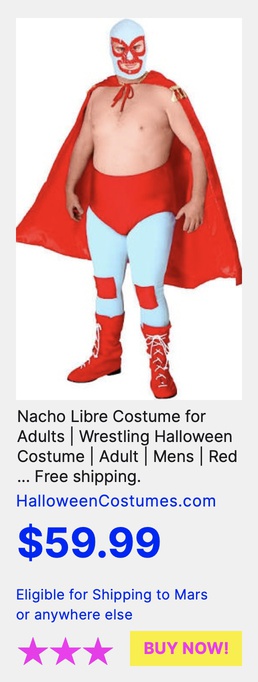 Nacho Libre Costume for
Adults | Wrestling Halloween
Costume | Adult | Mens | Red
... Free shipping.
HalloweenCostumes.com
$59.99
Eligible for Shipping to Mars
or anywhere else
BUY NOW!